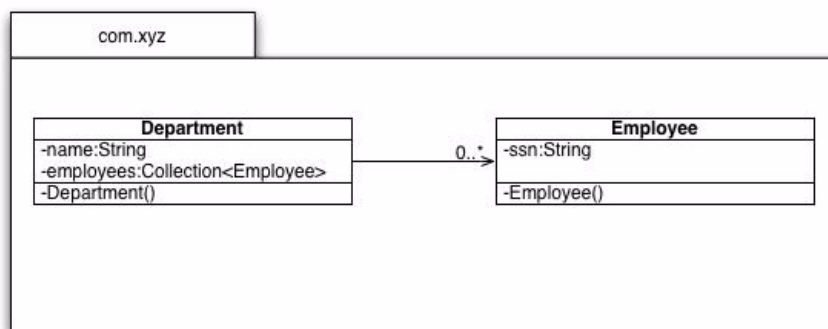 com.xyz
Department
-name:String
-employees:Collection<Employee>
-Department()
0..*
Employee
-ssn:String
-Employee()